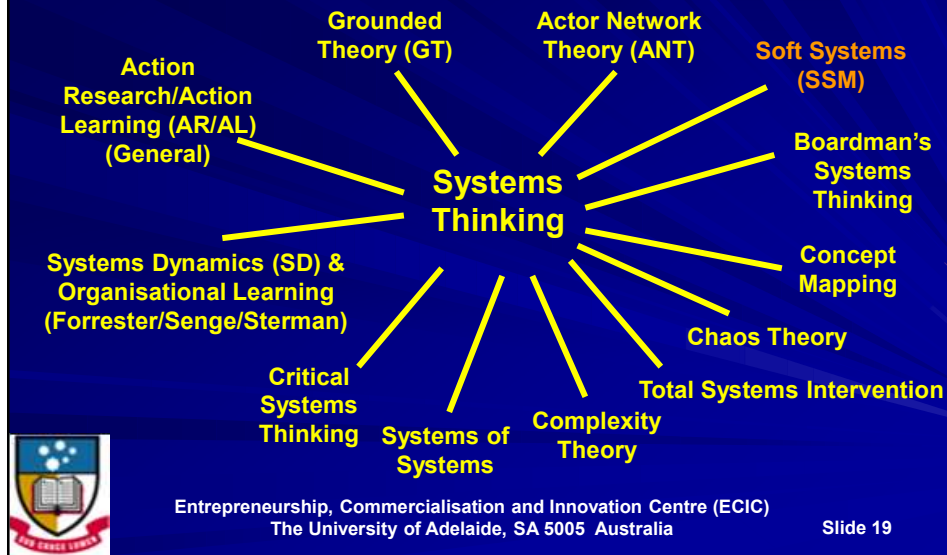 Grounded
Theory (GT)
Actor Network
Theory (ANT)
Soft Systems
(SSM)
Action
Research/Action
Learning (AR/AL)
(General)
Boardman's
Systems
Thinking
Systems
Thinking
Concept
Mapping
Systems Dynamics (SD) &
Organisational Learning
(Forrester/Senge/Sterman)
Chaos Theory
Total Systems Intervention
Critical
Systems
Thinking
Systems of
Systems
Complexity
Theory
SUB CRUCE LUMEN
Entrepreneurship, Commercialisation and Innovation Centre (ECIC)
The University of Adelaide, SA 5005 Australia
Slide 19